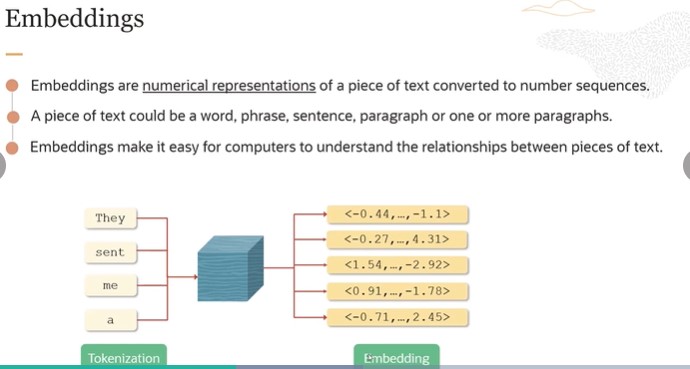 Embeddings
Embeddings are numerical representations of a piece of text converted to number sequences.
A piece of text could be a word, phrase, sentence, paragraph or one or more paragraphs.
Embeddings make it easy for computers to understand the relationships between pieces of text.
They
sent
me
a
<-0.44,…,-1.1>
<-0.27,…,4.31>
<1.54,…,-2.92>
<0.91,…,-1.78>
<-0.71,…,2.45>
Tokenization
Embedding